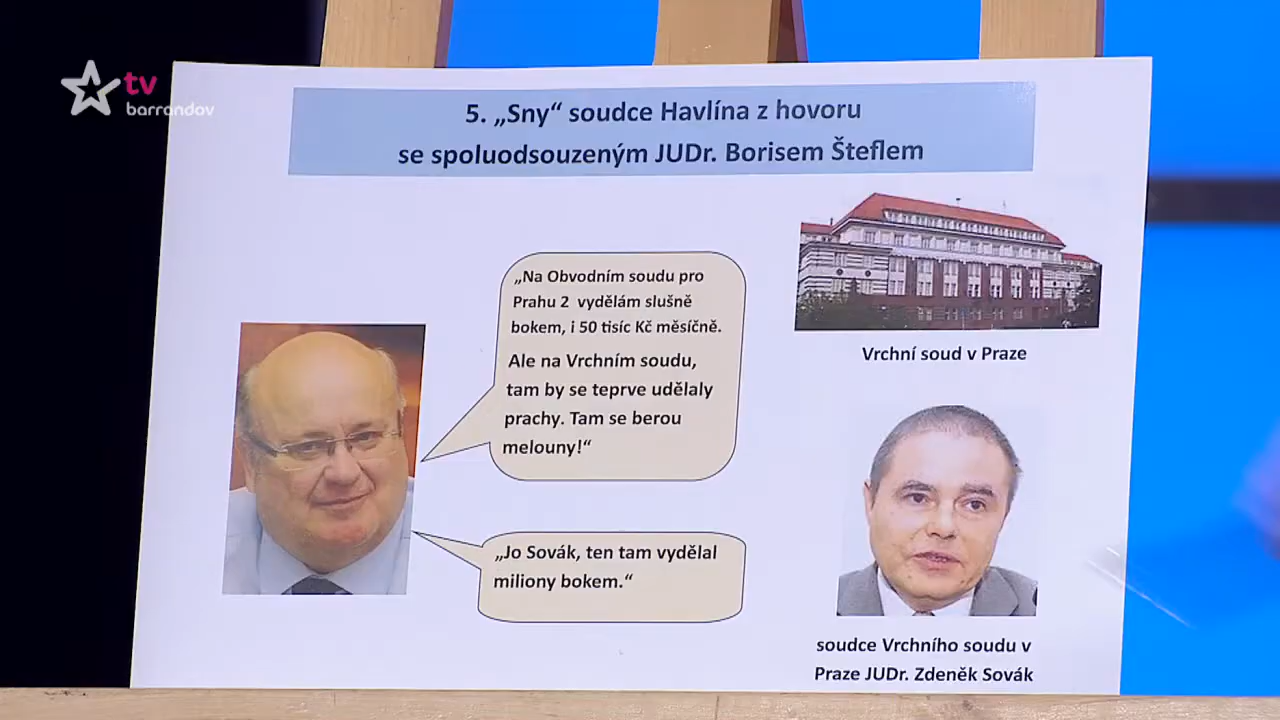 tv
barrandov
5. „Sny“ soudce Havlína z hovoru
se spoluodsouzeným JUDr. Borisem Šteflem
„Na Obvodním soudu pro
Prahu 2 vydělám slušně
bokem, i 50 tisíc Kč měsíčně.
Ale na Vrchním soudu,
tam by se teprve udělaly
prachy. Tam se berou
melouny!“
Vrchní soud v Praze
„Jo Sovák, ten tam vydělal
miliony bokem.“
soudce Vrchního soudu v
Praze JUDr. Zdeněk Sovák